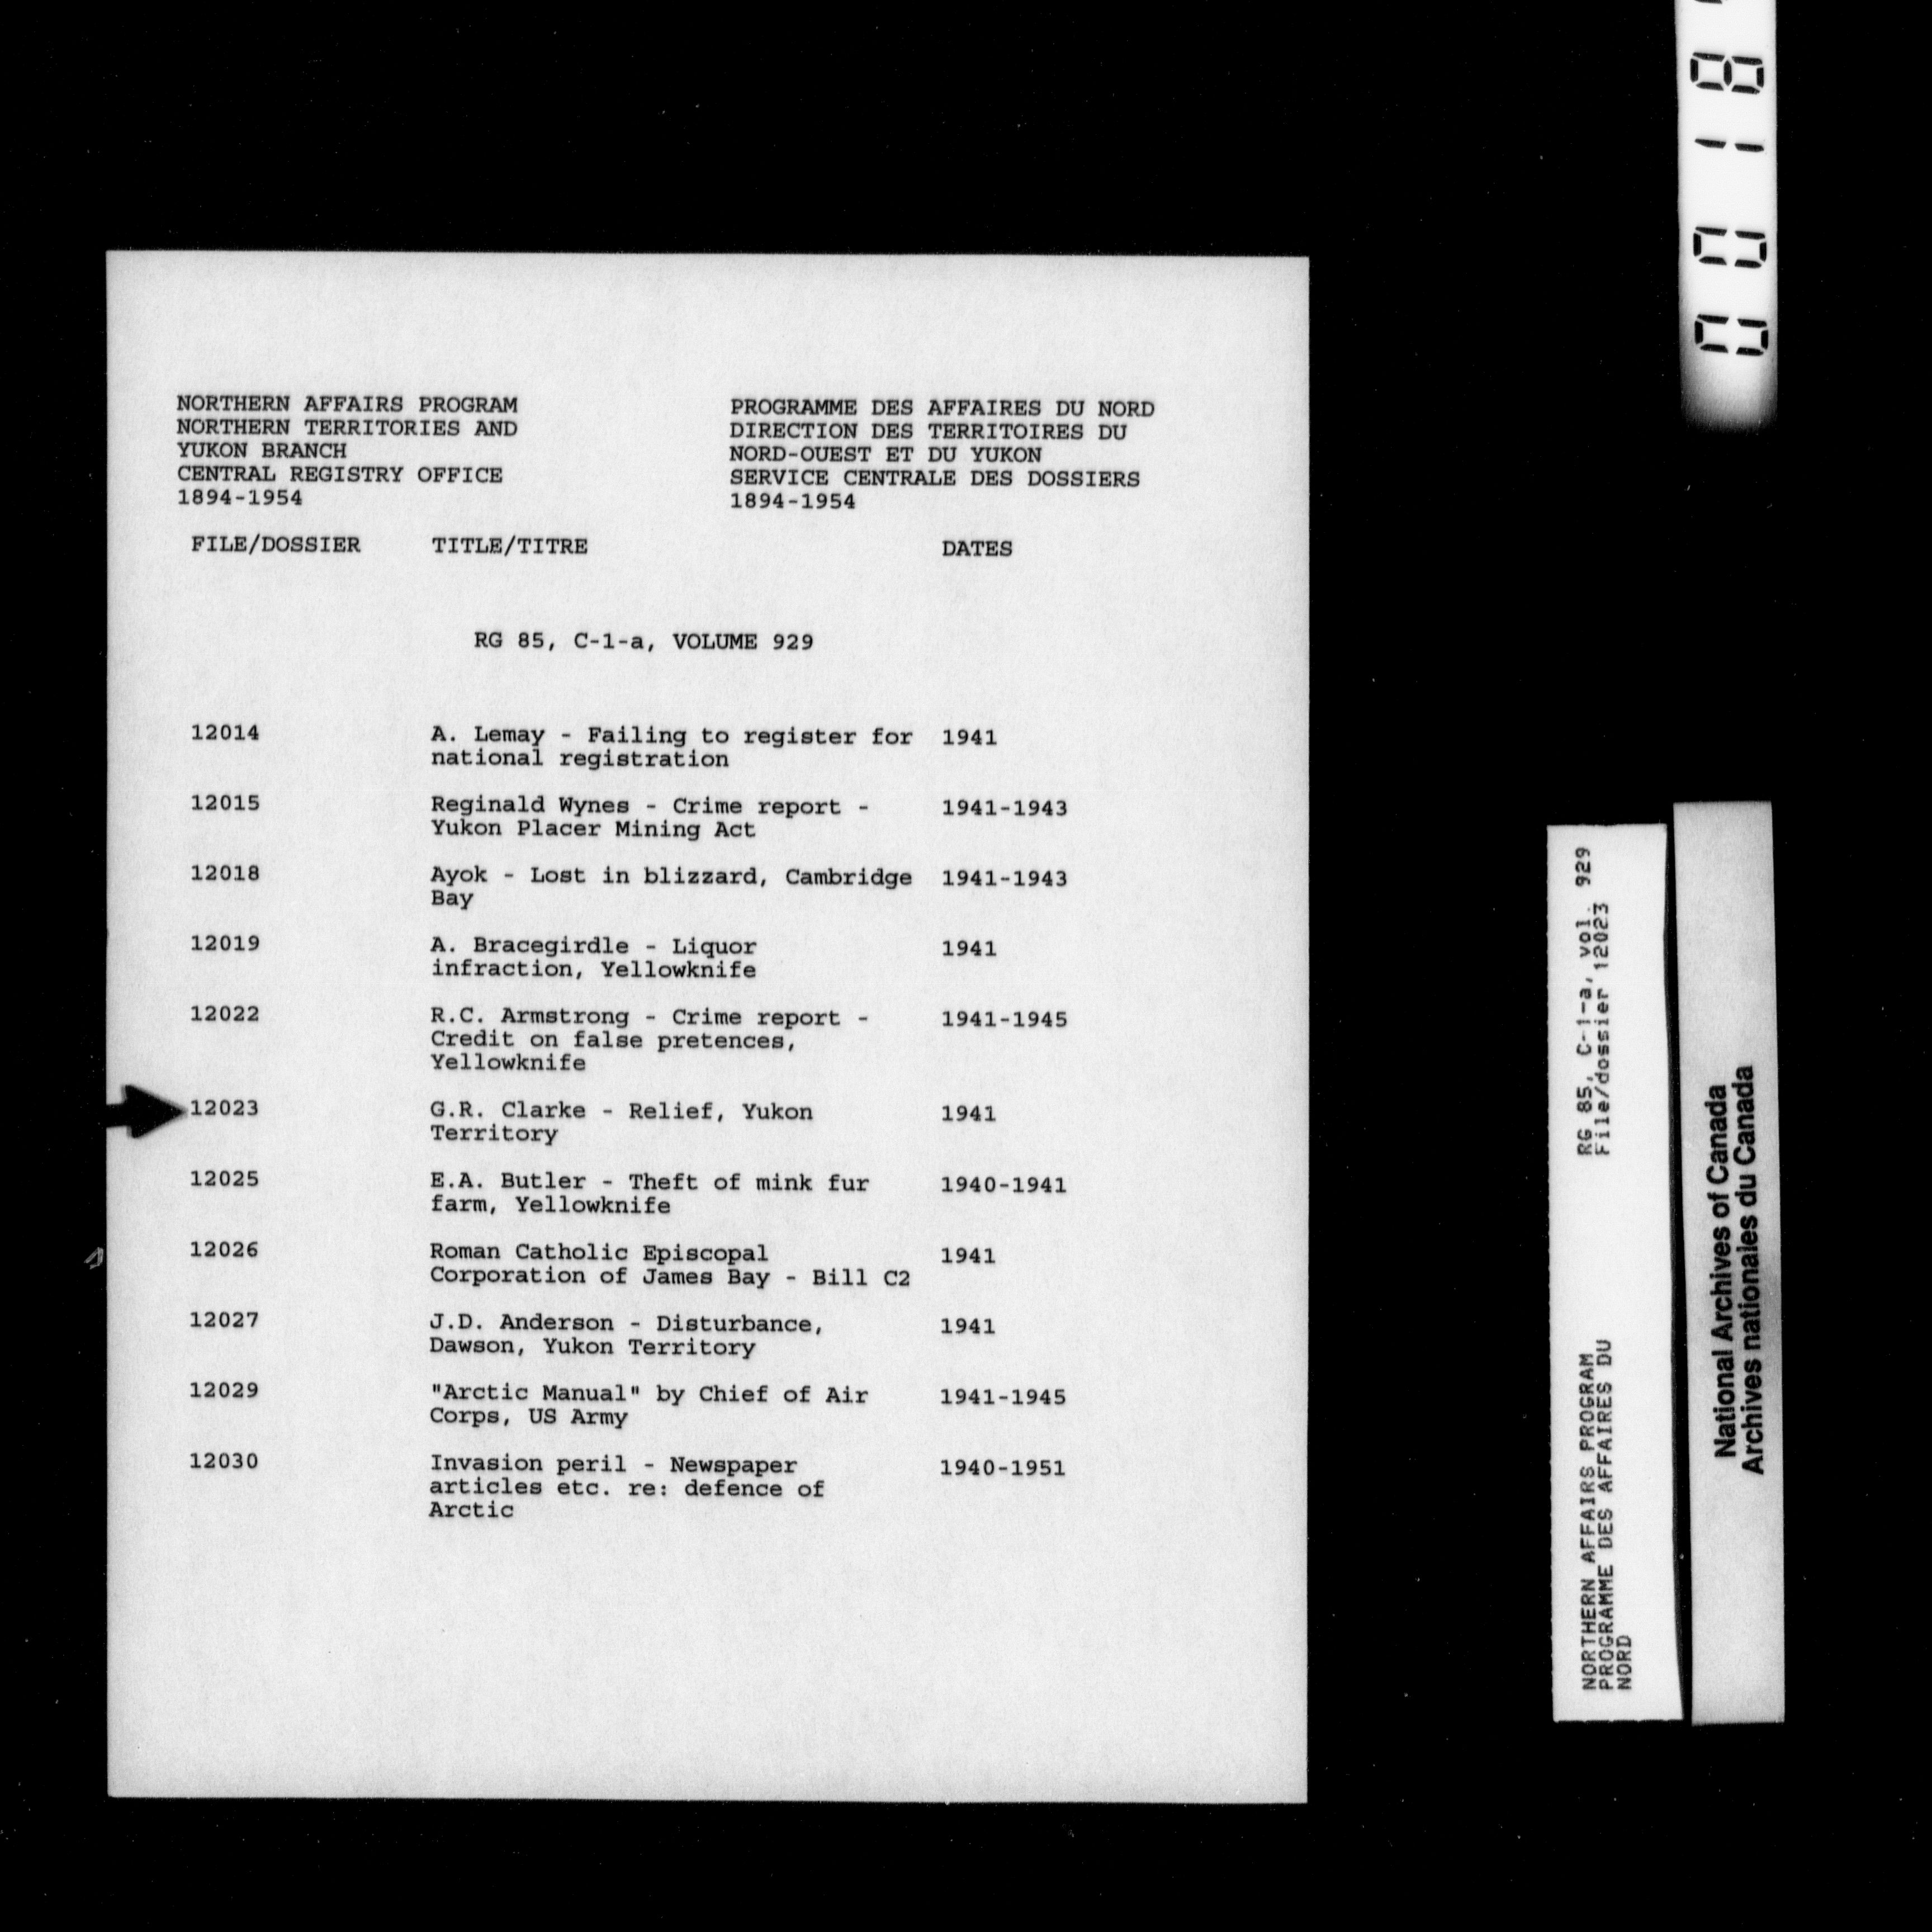 NORTHERN AFFAIRS PROGRAM
NORTHERN TERRITORIES AND
YUKON BRANCH
CENTRAL REGISTRY OFFICE
1894-1954
PROGRAMME DES AFFAIRES DU NORD
DIRECTION DES TERRITOIRES DU
NORD-OUEST ET DU YUKON
SERVICE CENTRALE DES DOSSIERS
1894-1954
FILE/DOSSIER TITLE/TITRE DATES
RG 85, C-1-a, VOLUME 929
12014 A. Lemay - Failing to register for 1941
national registration
12015 Reginald Wynes - Crime report - 1941-1943
Yukon Placer Mining Act
12018 Ayok - Lost in blizzard, Cambridge 1941-1943
Bay
12019 A. Bracegirdle - Liquor 1941
infraction, Yellowknife
12022 R.C. Armstrong - Crime report - 1941-1945
Credit on false pretences,
Yellowknife
12023 G.R. Clarke - Relief, Yukon 1941
Territory
12025 E.A. Butler - Theft of mink fur 1940-1941
farm, Yellowknife
12026 Roman Catholic Episcopal 1941
Corporation of James Bay - Bill C2
12027 J.D. Anderson - Disturbance, 1941
Dawson, Yukon Territory
12029 "Arctic Manual" by Chief of Air 1941-1945
Corps, US Army
12030 Invasion peril - Newspaper 1940-1951
articles etc. re: defence of
Arctic
NORTHERN AFFAIRS PROGRAM
PROGRAMME DES AFFAIRES DU
NORD
RG 85, C-1-a, vol. 929
File/dossier 12023
National Archives of Canada
Archives nationales du Canada